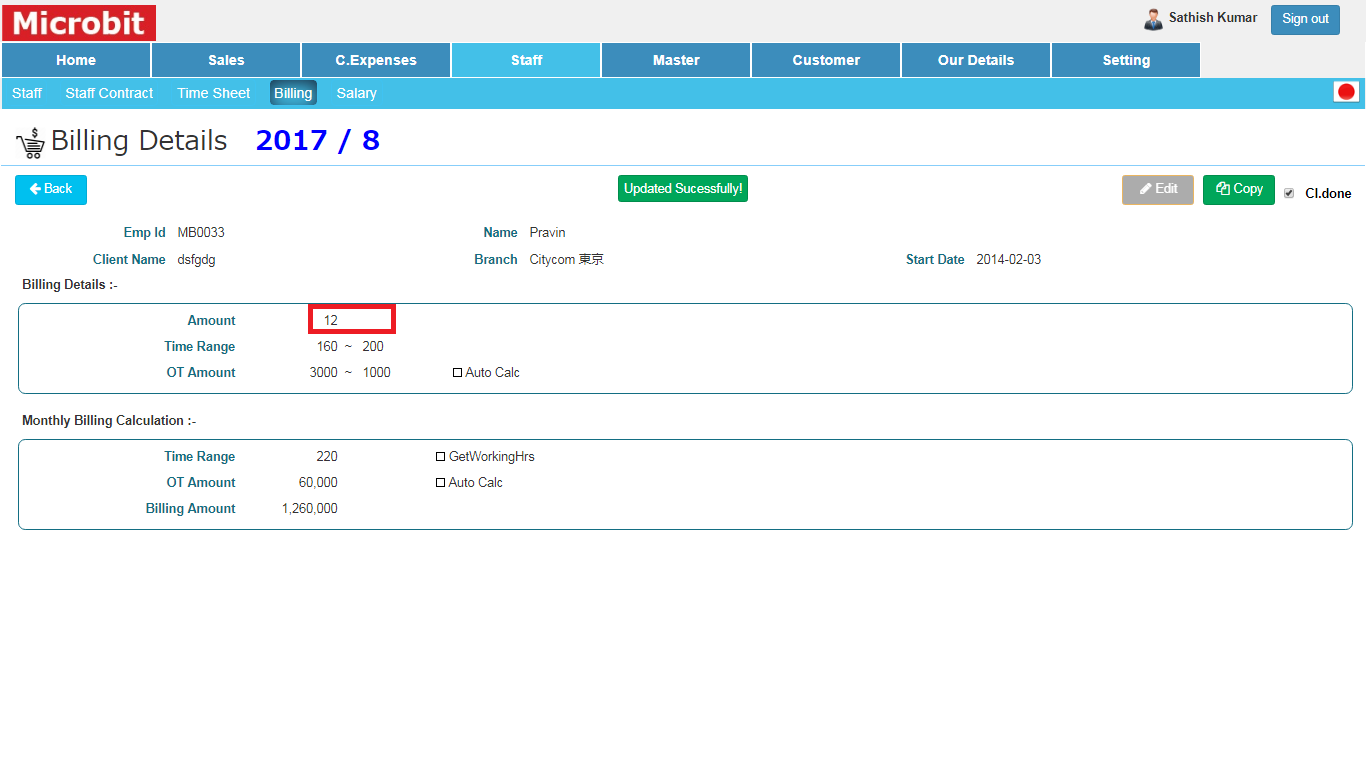 Microbit
Sathish Kumar
Sign out
Home Sales C.Expenses Staff Master Customer Our Details Setting
Staff Staff Contract Time Sheet Billing Salary
Billing Details 2017 / 8
Back
Updated Sucessfully!
Edit Copy Cl.done
Emp Id MB0033 Name Pravin
Client Name dsfgdg Branch Citycom 東京 Start Date 2014-02-03
Billing Details :-
Amount 12
Time Range 160 ~ 200
OT Amount 3000 ~ 1000 Auto Calc
Monthly Billing Calculation :-
Time Range 220 GetWorkingHrs
OT Amount 60,000 Auto Calc
Billing Amount 1,260,000